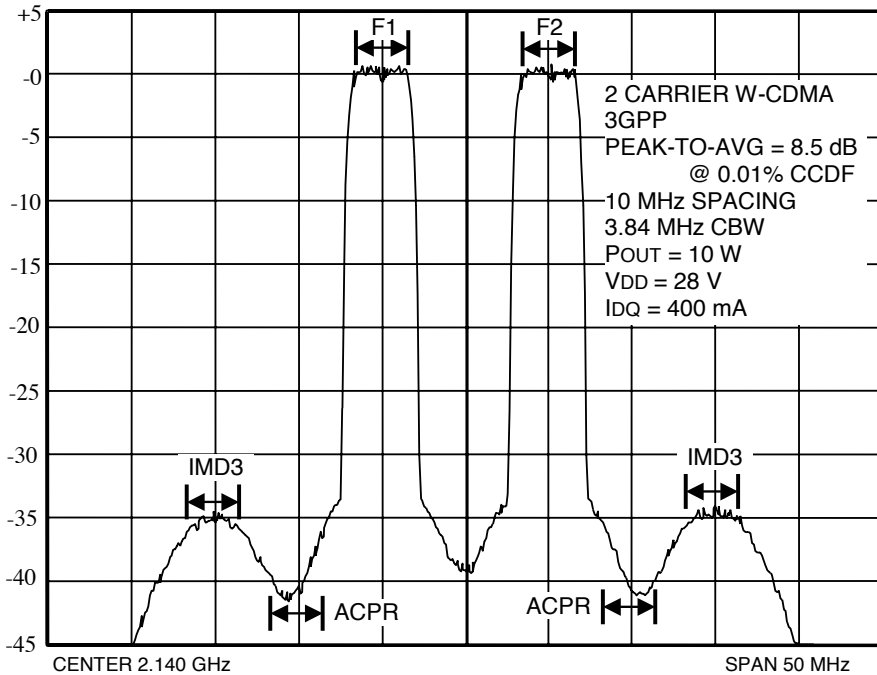 +5
F1
F2
-0
2 CARRIER W-CDMA
3GPP
-5
PEAK-TO-AVG = 8.5 dB
@ 0.01% CCDF
-10
10 MHz SPACING
3.84 MHz CBW
POUT = 10 W
-15
VDD = 28 V
IDQ = 400 mA
-20
-25
-30
IMD3
IMD3
-35
-40
ACPR
ACPR
-45
CENTER 2.140 GHz
SPAN 50 MHz